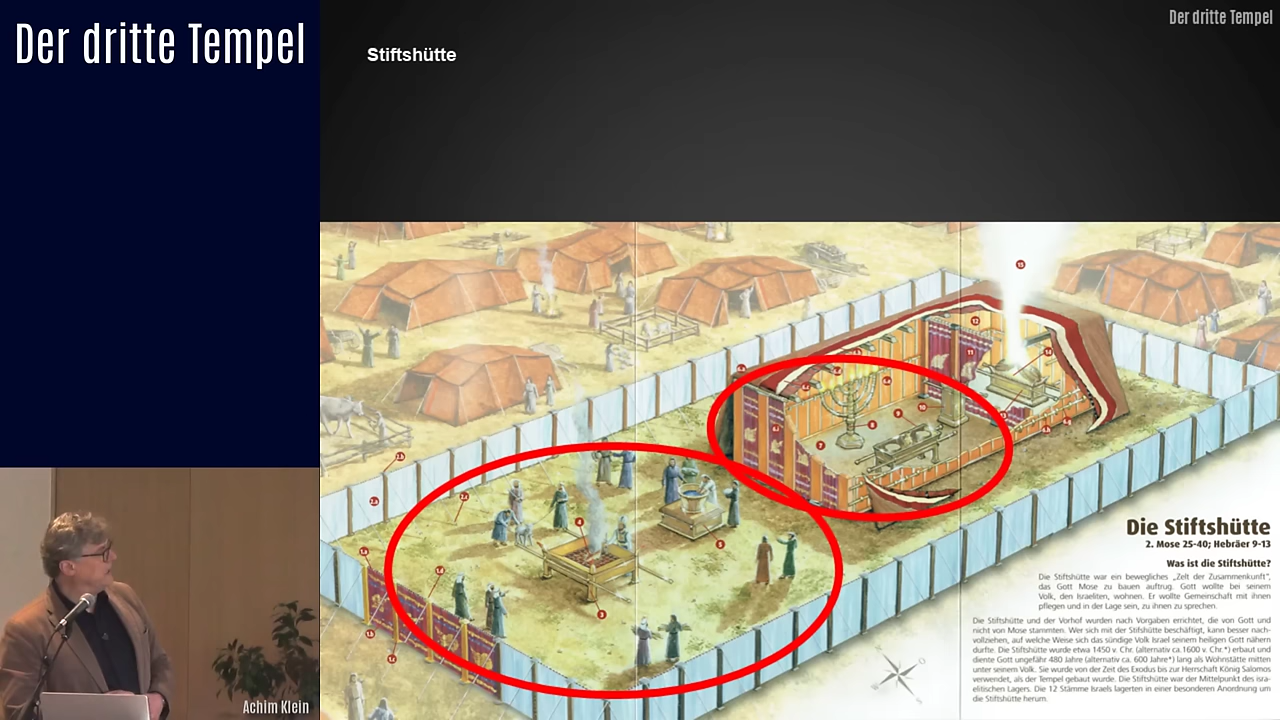 Der dritte Tempel
Der dritte Tempel
Stiftshütte
Die Stiftshütte
2. Mose 25-40; Hebräer 9-13
Was ist die Stiftshütte?
Die Stiftshütte war ein bewegliches „Zelt der Zusammenkunft",
das Gott Mose zu bauen auftrug. Gott wollte bei seinem
Volk, den Israeliten, wohnen. Er wollte Gemeinschaft mit ihnen
pflegen und in der Lage sein, zu ihnen zu sprechen.
Die Stiftshütte und der Vorhof wurden nach Vorgaben errichtet, die von Gott und
nicht von Mose stammten. Wer sich mit der Stifshütte beschäftigt, kann besser nach-
vollziehen, auf welche Weise sich das sündige Volk Israel seinem heiligen Gott nähern
durfte. Die Stiftshütte wurde etwa 1450 v. Chr. (alternativ ca.1600 v. Chr.*) erbaut und
diente Gott ungefähr 480 Jahre (alternativ ca. 600 Jahre*) lang als Wohnstätte mitten
unter seinem Volk. Sie wurde von der Zeit des Exodus bis zur Herrschaft König Salomos
verwendet, als der Tempel gebaut wurde. Die Stiftshütte war der Mittelpunkt des isra-
elitischen Lagers. Die 12 Stämme Israels lagerten in einer besonderen Anordnung um
die Stiftshütte herum.
Achim Klein